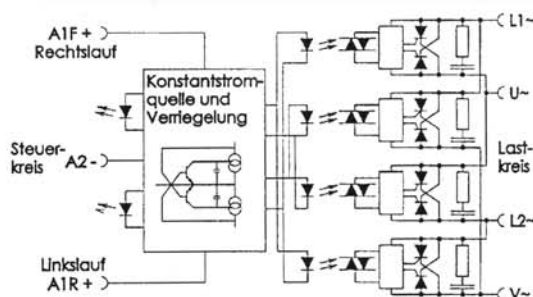 A1F +
Rechtslauf
Konstantstrom-
quelle und
Verriegelung
Steuer-
kreis A2 -
Linkslauf
A1R +
L1~
U~
Last-
kreis
L2~
V~